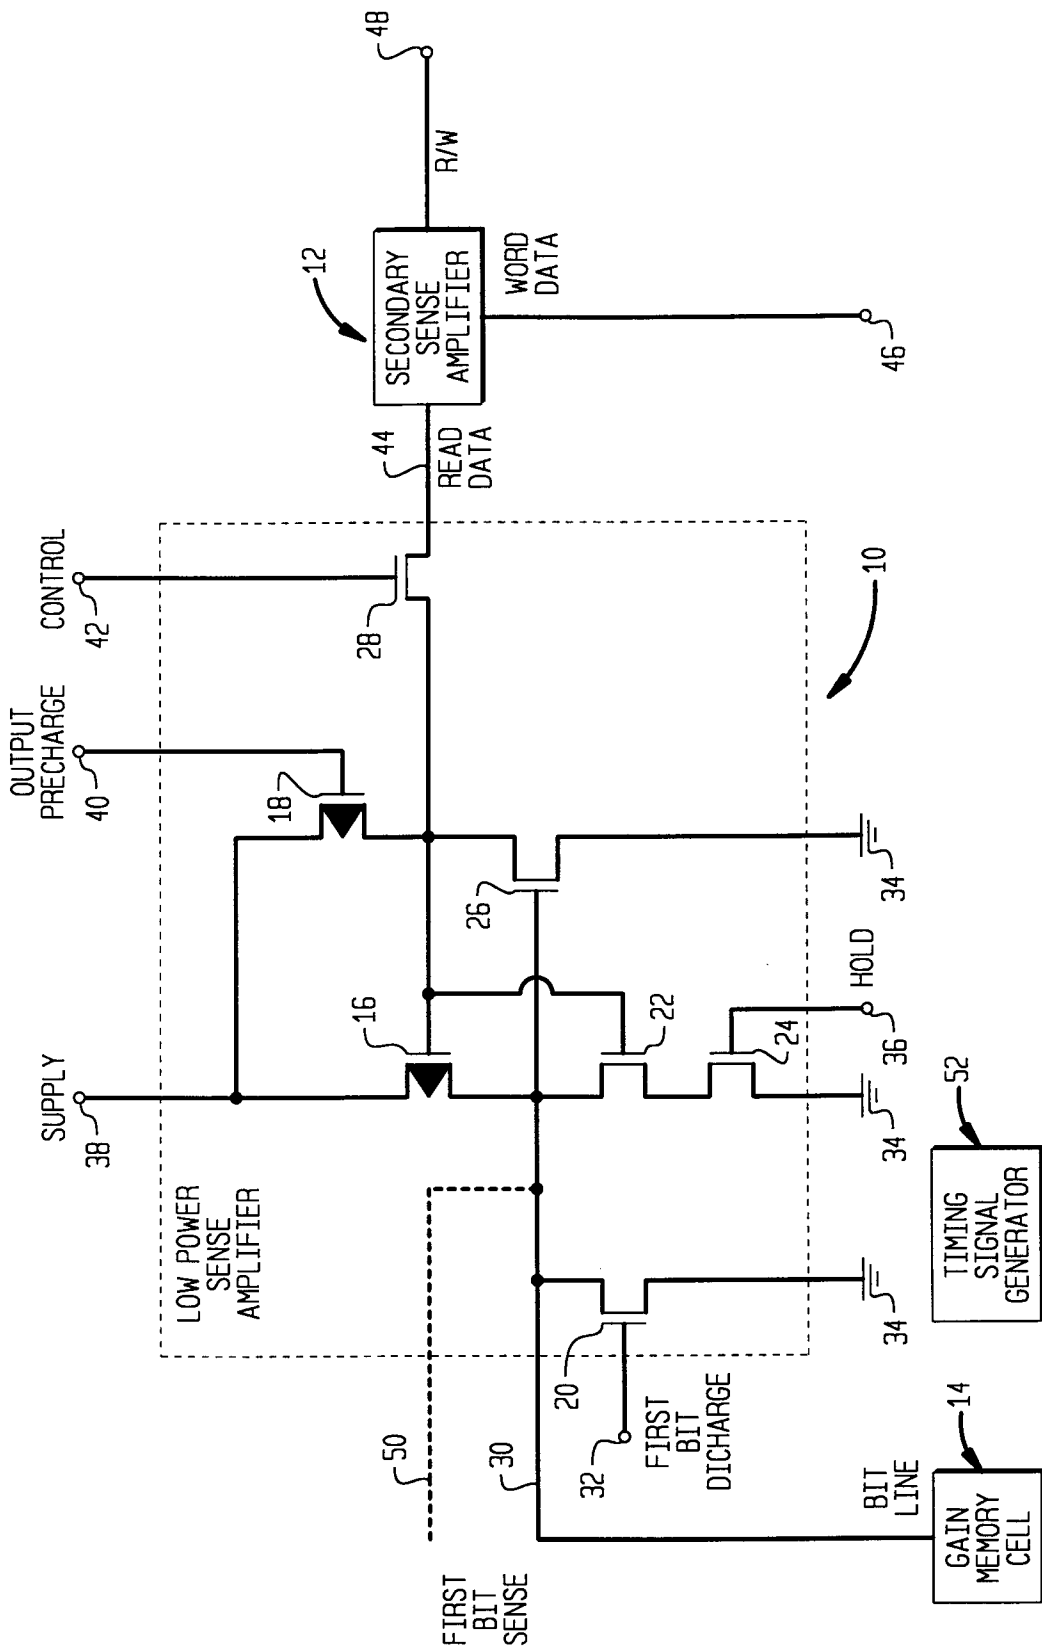 SUPPLY
38
OUTPUT
PRECHARGE
40
CONTROL
42
LOW POWER
SENSE
AMPLIFIER
18
16
28
26
22
24
20
FIRST
BIT
SENSE
50
30
32
FIRST
BIT
DICHARGE
34
34
34
HOLD
36
10
44
READ
DATA
12
SECONDARY
SENSE
AMPLIFIER
R/W
48
WORD
DATA
46
BIT
LINE
14
GAIN
MEMORY
CELL
52
TIMING
SIGNAL
GENERATOR